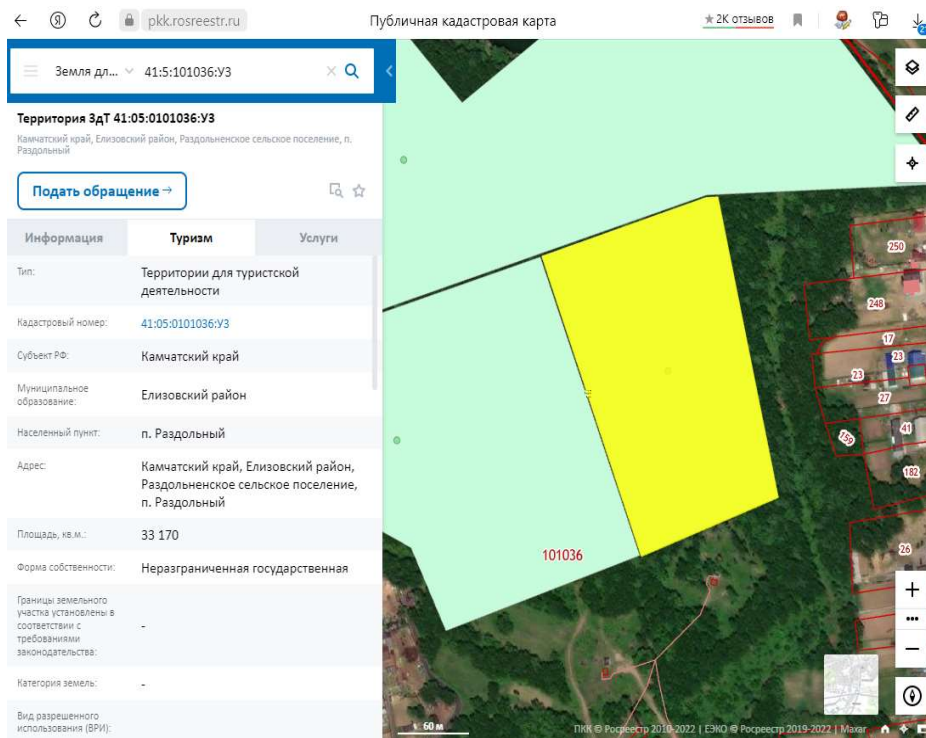 pkk.rosreestr.ru
Публичная кадастровая карта
★ 2K отзывов
Земля дл...
41:5:101036:УЗ
Территория ЗдТ 41:05:0101036:УЗ
Камчатский край, Елизовский район, Раздольненское сельское поселение, п.
Раздольный
Подать обращение →
Информация
Туризм
Услуги
Тип:
Территории для туристской
деятельности
Кадастровый номер:
41:05:0101036:УЗ
Субъект РФ:
Камчатский край
Муниципальное
образование:
Елизовский район
Населенный пункт:
п. Раздольный
Адрес:
Камчатский край, Елизовский район,
Раздольненское сельское поселение,
п. Раздольный
Площадь, кв.м.:
33 170
Форма собственности:
Неразграниченная государственная
Границы земельного
участка установлены в
соответствии с
требованиями
законодательства:
-
Категория земель:
-
Вид разрешенного
использования (ВРИ):
250
248
17
23
23
27
41
159
182
26
101036
60 м
ПКК © Росреестр 2010-2022 | ЕЭКО © Росреестр 2019-2022 | Maxar